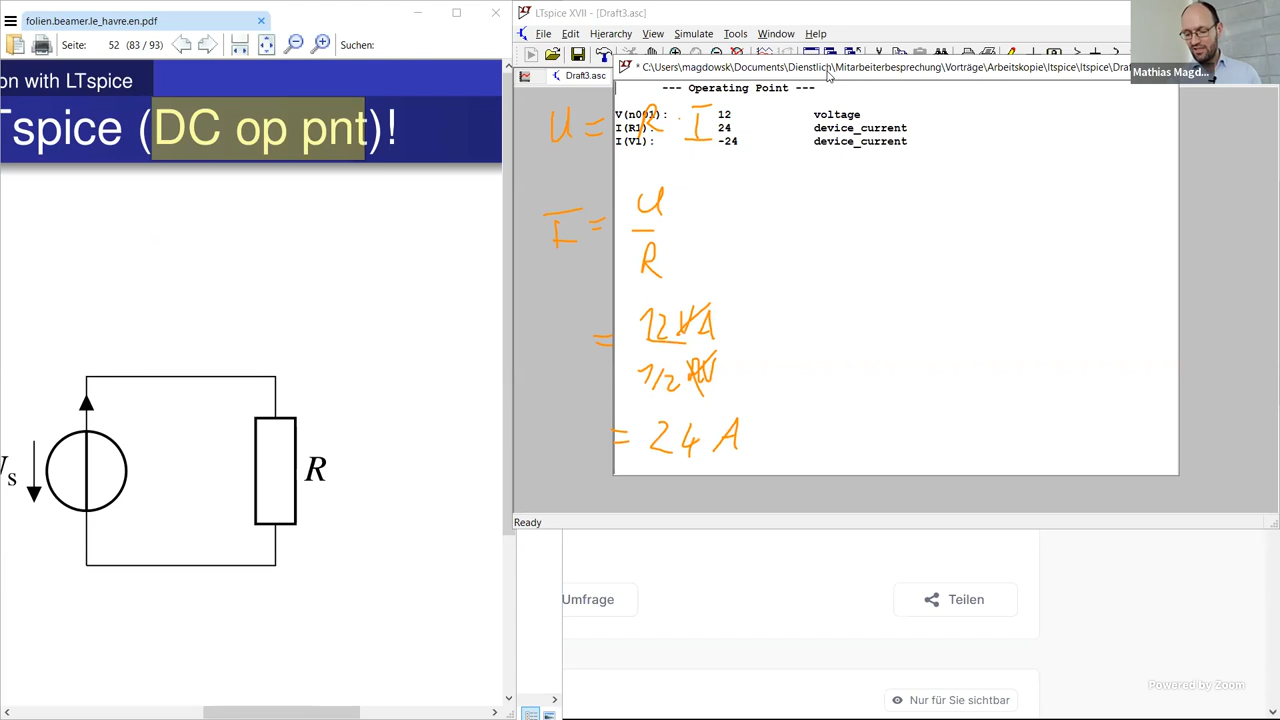 folien.beamer.le_havre.en.pdf
Seite: 52 (83 / 93) Suchen:
on with LTspice
Tspice (DC op pnt)!
s
R
LTspice XVII - [Draft3.asc]
File Edit Hierarchy View Simulate Tools Window Help
Draft3.asc
* C:\Users\magdowsk\Documents\Dienstlich\Mitarbeiterbesprechung\Vorträge\Arbeitskopie\ltspice\ltspice\Draf
--- Operating Point ---
V(n001): 12 voltage
I(R1): 24 device_current
I(V1): -24 device_current
U = R · I
I = U
R
= 12 V A
1/2 V
= 24 A
Ready
Mathias Magd...
Umfrage
Teilen
Nur für Sie sichtbar
Powered by Zoom